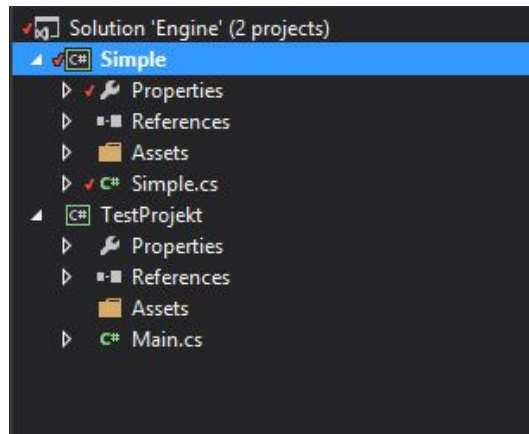 Solution 'Engine' (2 projects)
C# Simple
Properties
References
Assets
C# Simple.cs
C# TestProjekt
Properties
References
Assets
C# Main.cs